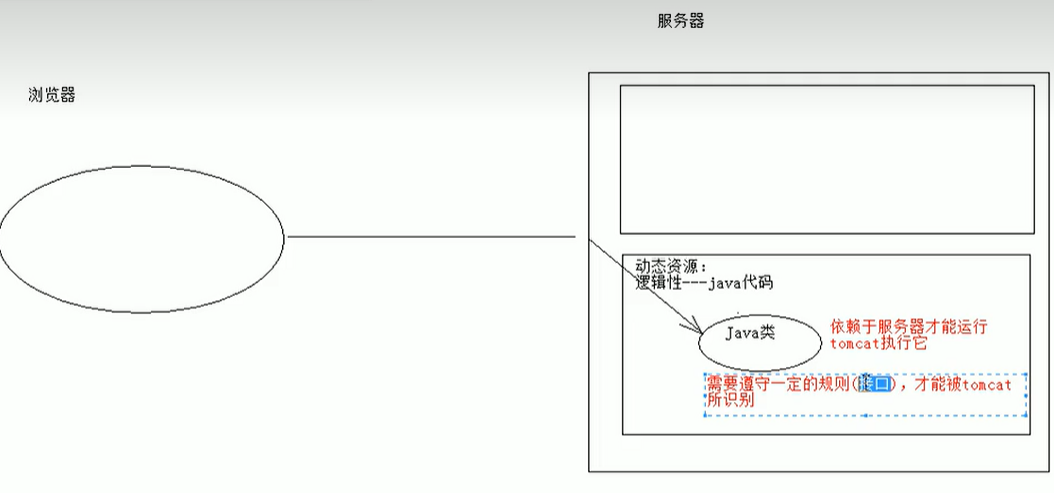 服务器
浏览器
动态资源：
逻辑性---java代码
Java类
依赖于服务器才能运行
tomcat执行它
需要遵守一定的规则(接口)，才能被tomcat
所识别